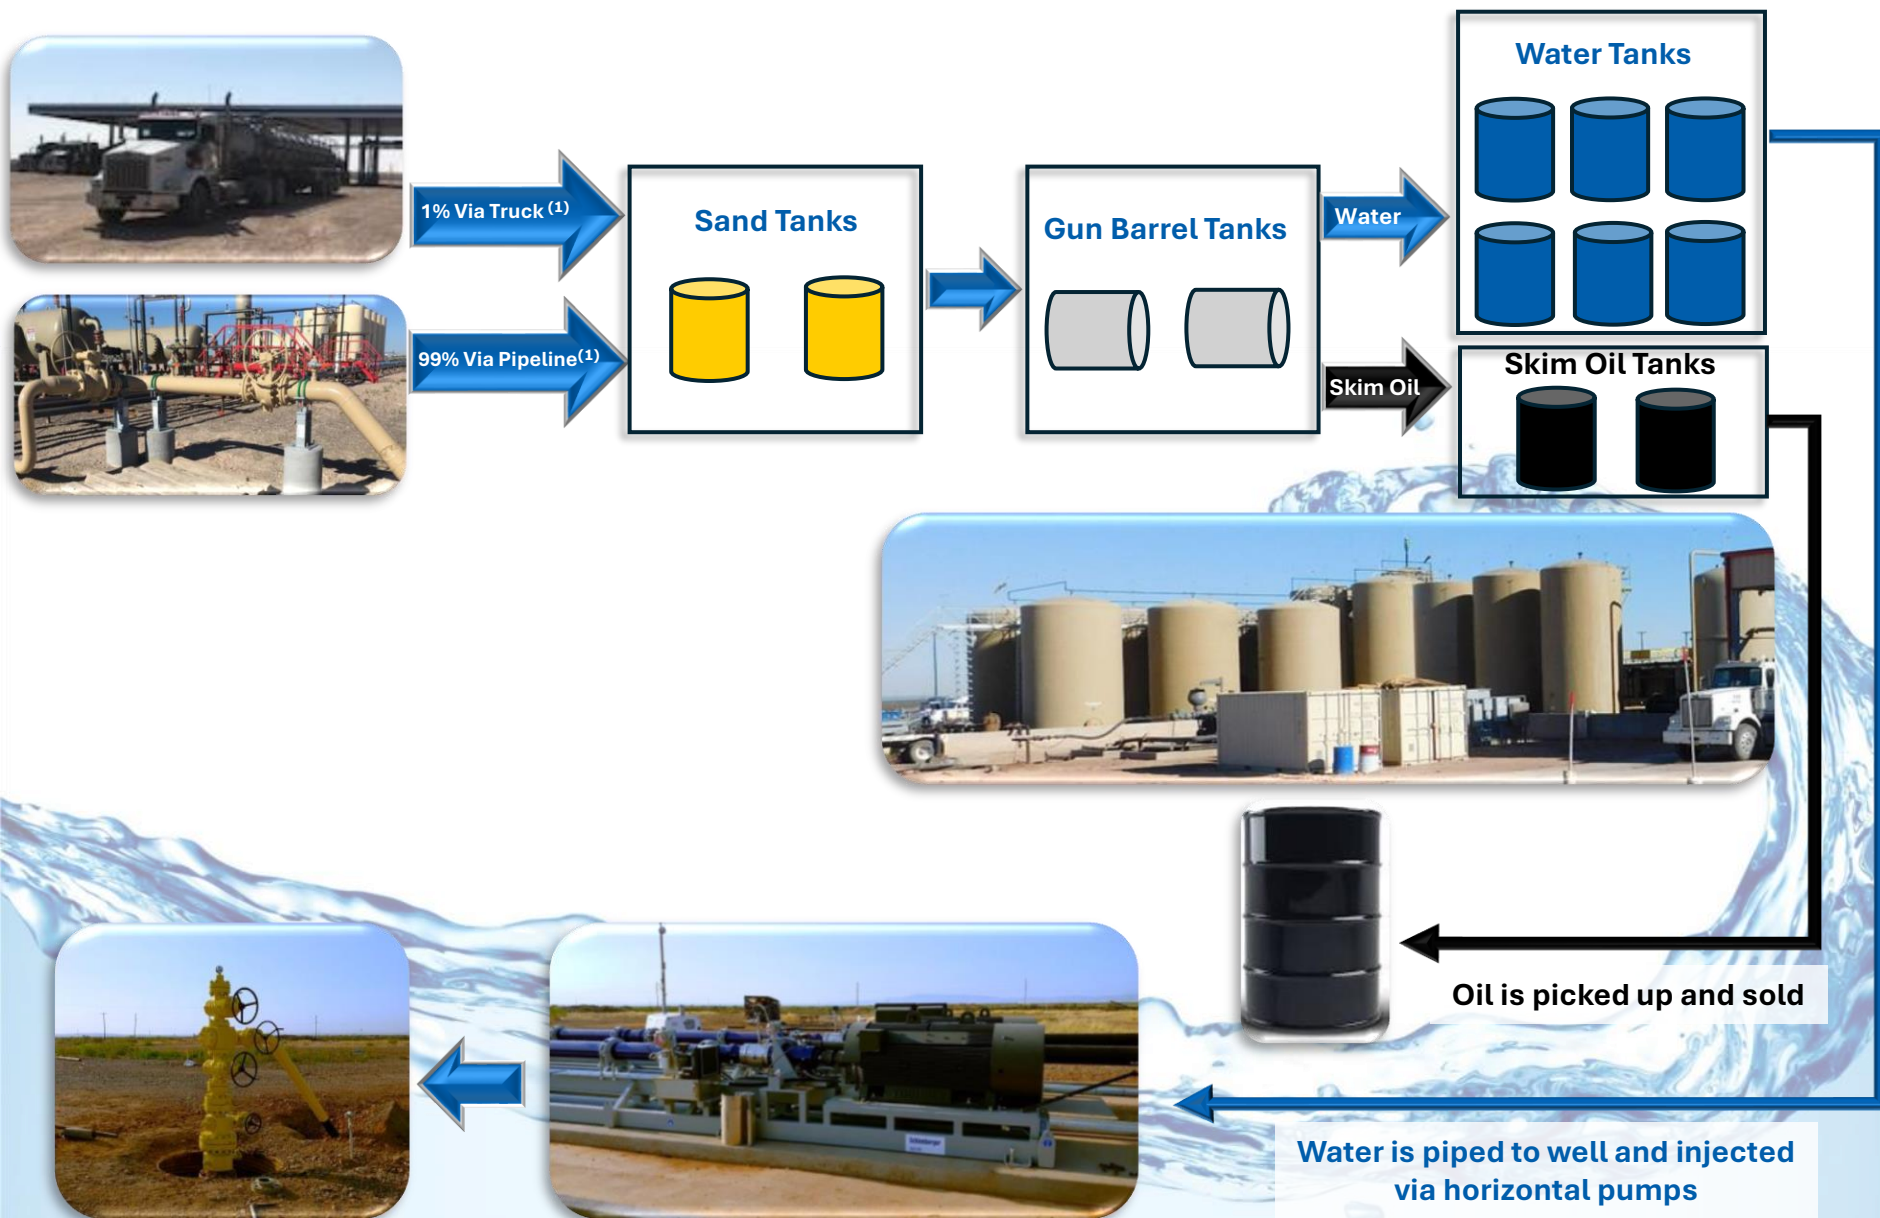 1% Via Truck (1)
99% Via Pipeline(1)
Sand Tanks
Gun Barrel Tanks
Water
Skim Oil
Water Tanks
Skim Oil Tanks
Oil is picked up and sold
Schlumberger
Water is piped to well and injected
via horizontal pumps